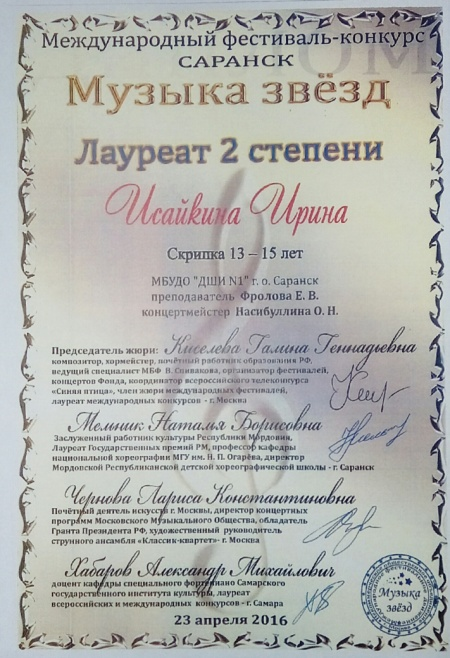 Международный фестиваль-конкурс
САРАНСК
Музыка звёзд
Лауреат 2 степени
Исайкина Ирина
Скрипка 13 – 15 лет
МБУДО "ДШИ N1" г. о. Саранск
преподаватель Фролова Е. В.
концертмейстер Насибуллина О. Н.
Председатель жюри: Киселева Галина Геннадьевна
композитор, хормейстер, почётный работник образования РФ,
ведущий специалист МБФ В. Спивакова, организатор фестивалей,
концертов Фонда, координатор всероссийского телеконкурса
«Синяя птица», член жюри международных фестивалей,
лауреат международных конкурсов - г. Москва
Мельник Наталья Борисовна
Заслуженный работник культуры Республики Мордовия,
Лауреат Государственных премий РМ, профессор кафедры
национальной хореографии МГУ им. Н. П. Огарёва, директор
Мордовской Республиканской детской хореографической школы - г. Саранск
Чернова Лариса Константиновна
Почётный деятель искусств г. Москвы, директор концертных
программ Московского Музыкального Общества, обладатель
Гранта Президента РФ, художественный руководитель
струнного ансамбля «Классик-квартет» - г. Москва
Хабаров Александр Михайлович
доцент кафедры специального фортепиано Самарского
государственного института культуры, лауреат
всероссийских и международных конкурсов - г. Самара
Музыка
звёзд
23 апреля 2016